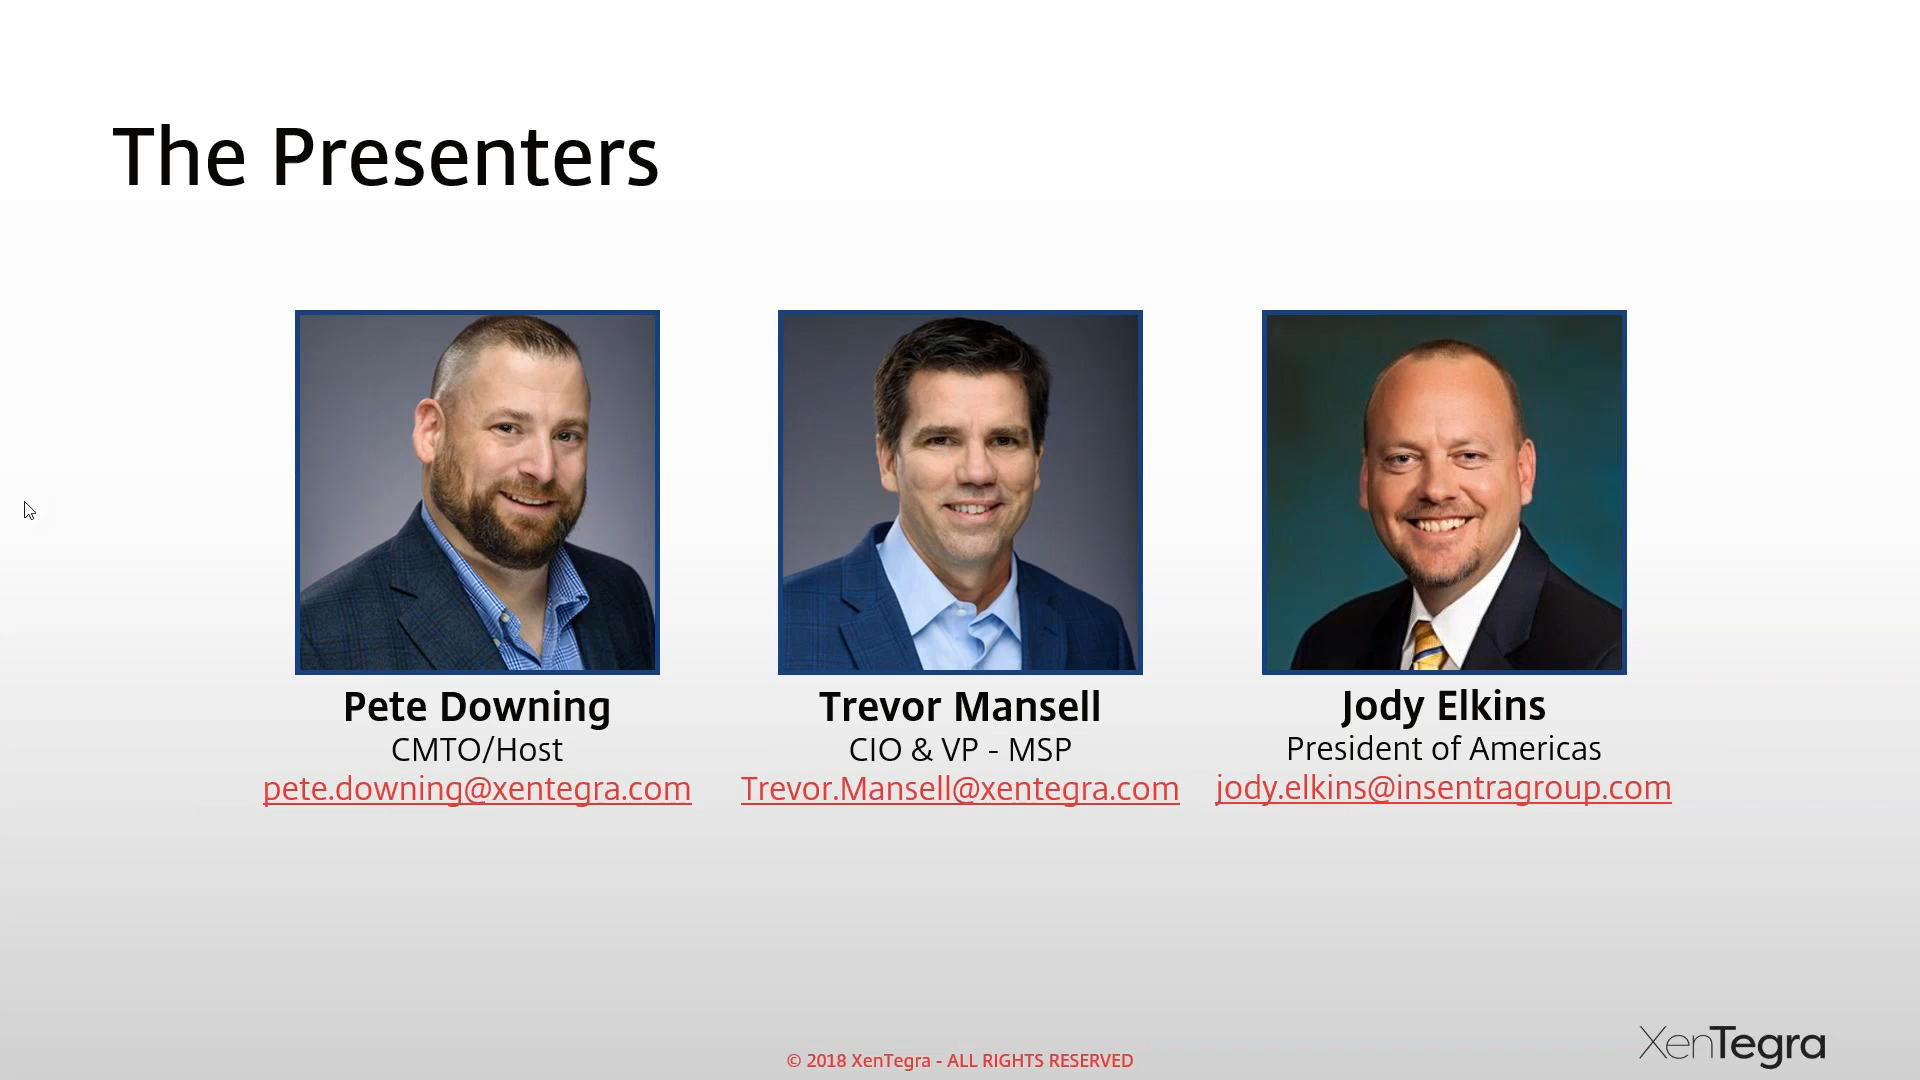 The Presenters
Pete Downing
CMTO/Host
pete.downing@xentegra.com
Trevor Mansell
CIO & VP - MSP
Trevor.Mansell@xentegra.com
Jody Elkins
President of Americas
jody.elkins@insentragroup.com
© 2018 XenTegra - ALL RIGHTS RESERVED
XenTegra